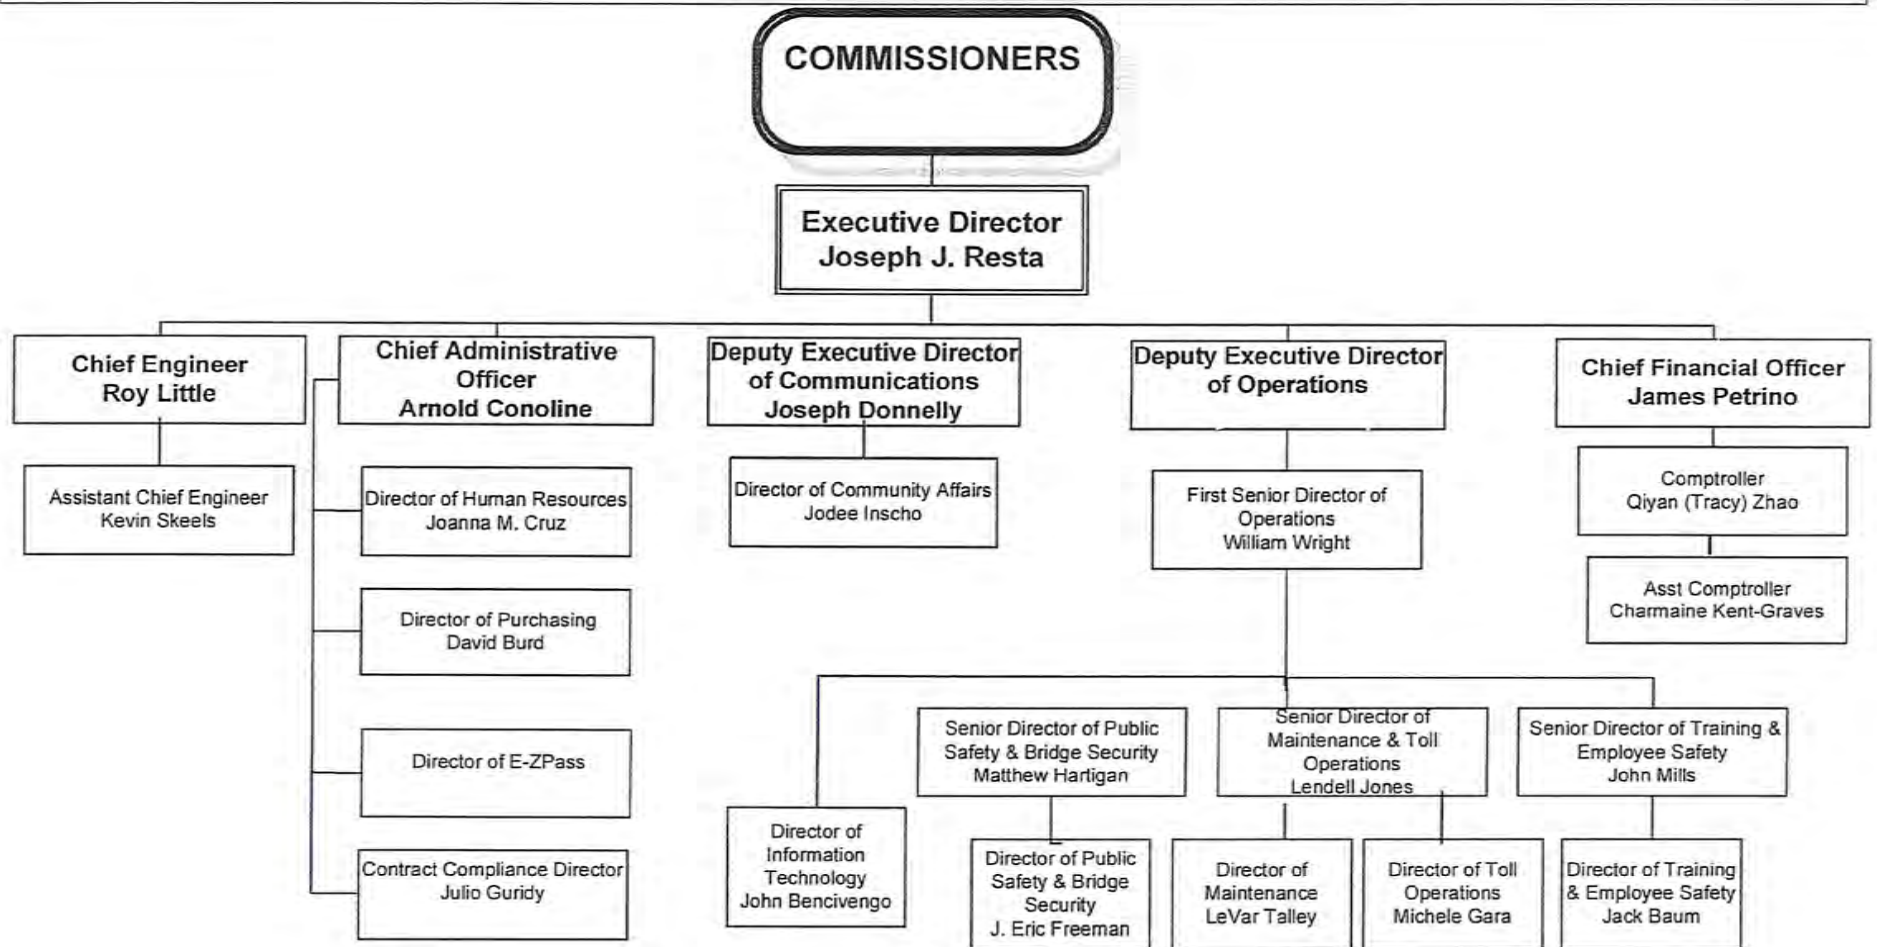 COMMISSIONERS
Executive Director
Joseph J. Resta
Chief Engineer
Roy Little
Chief Administrative
Officer
Arnold Conoline
Deputy Executive Director
of Communications
Joseph Donnelly
Deputy Executive Director
of Operations
Chief Financial Officer
James Petrino
Assistant Chief Engineer
Kevin Skeels
Director of Human Resources
Joanna M. Cruz
Director of Community Affairs
Jodee Inscho
First Senior Director of
Operations
William Wright
Comptroller
Qiyan (Tracy) Zhao
Asst Comptroller
Charmaine Kent-Graves
Director of Purchasing
David Burd
Director of E-ZPass
Contract Compliance Director
Julio Guridy
Senior Director of Public
Safety & Bridge Security
Matthew Hartigan
Senior Director of
Maintenance & Toll
Operations
Lendell Jones
Senior Director of Training &
Employee Safety
John Mills
Director of
Information
Technology
John Bencivengo
Director of Public
Safety & Bridge
Security
J. Eric Freeman
Director of
Maintenance
LeVar Talley
Director of Toll
Operations
Michele Gara
Director of Training
& Employee Safety
Jack Baum